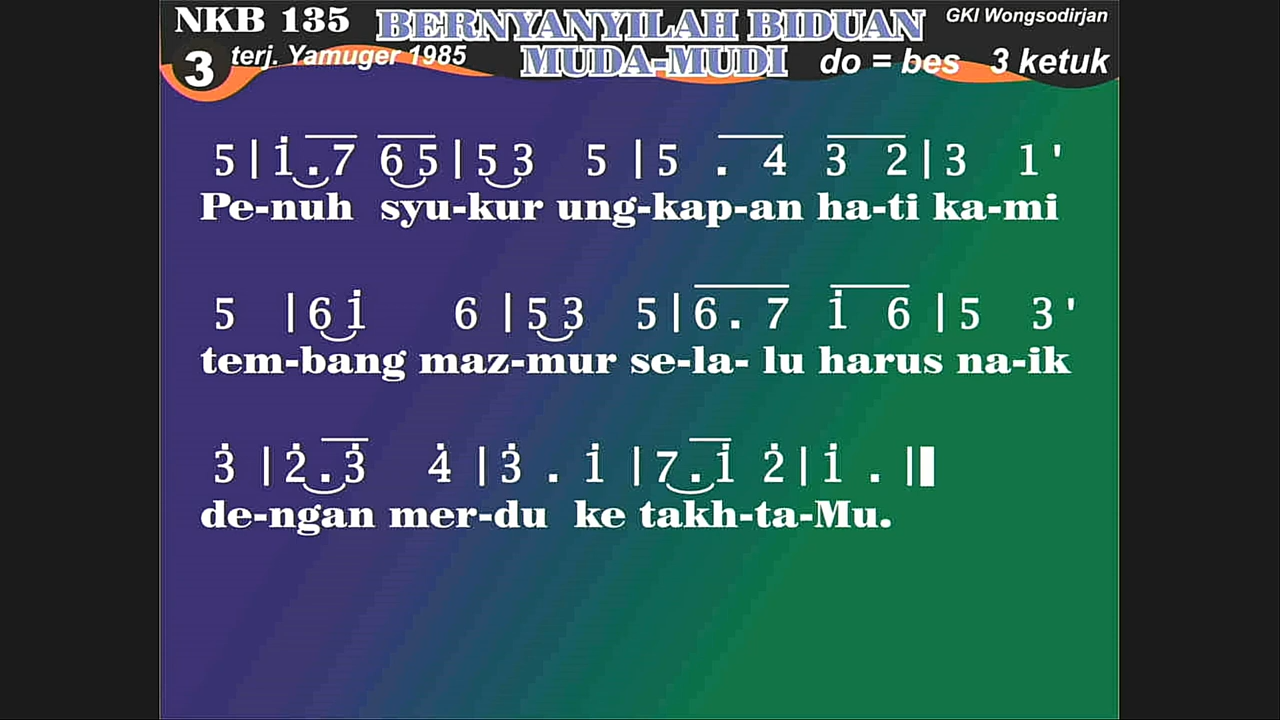 NKB 135
BERNYANYILAH BIDUAN
GKI Wongsodirjan
3
terj. Yamuger 1985
MUDA-MUDI
do = bes 3 ketuk
5 | 1̇ . 7 6 5 | 5 3 5 | 5 . 4 3 2 | 3 1 '
Pe-nuh syu-kur ung-kap-an ha-ti ka-mi
5 | 6 1̇ 6 | 5 3 5 | 6 . 7 1̇ 6 | 5 3 '
tem-bang maz-mur se-la- lu harus na-ik
3̇ | 2̇ . 3̇ 4̇ | 3̇ . 1̇ | 7 . 1̇ 2̇ | 1̇ . ||
de-ngan mer-du ke takh-ta-Mu.